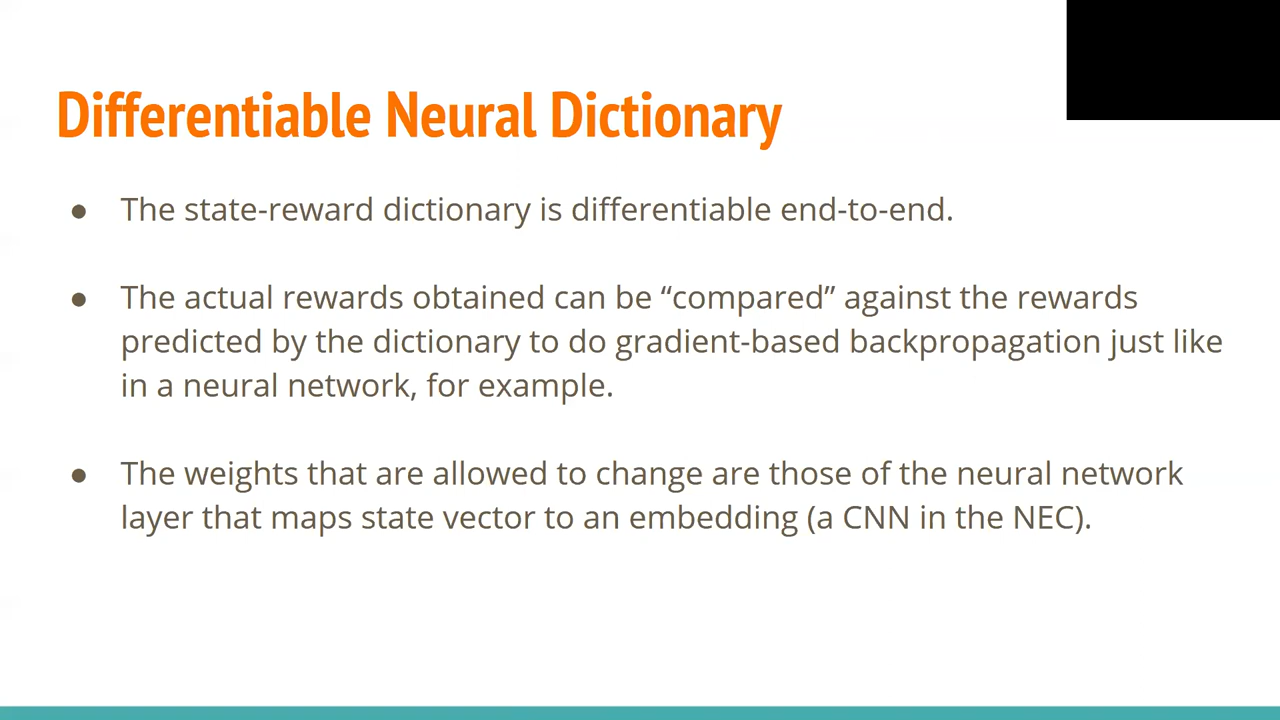 Differentiable Neural Dictionary
● The state-reward dictionary is differentiable end-to-end.
● The actual rewards obtained can be “compared” against the rewards
predicted by the dictionary to do gradient-based backpropagation just like
in a neural network, for example.
● The weights that are allowed to change are those of the neural network
layer that maps state vector to an embedding (a CNN in the NEC).